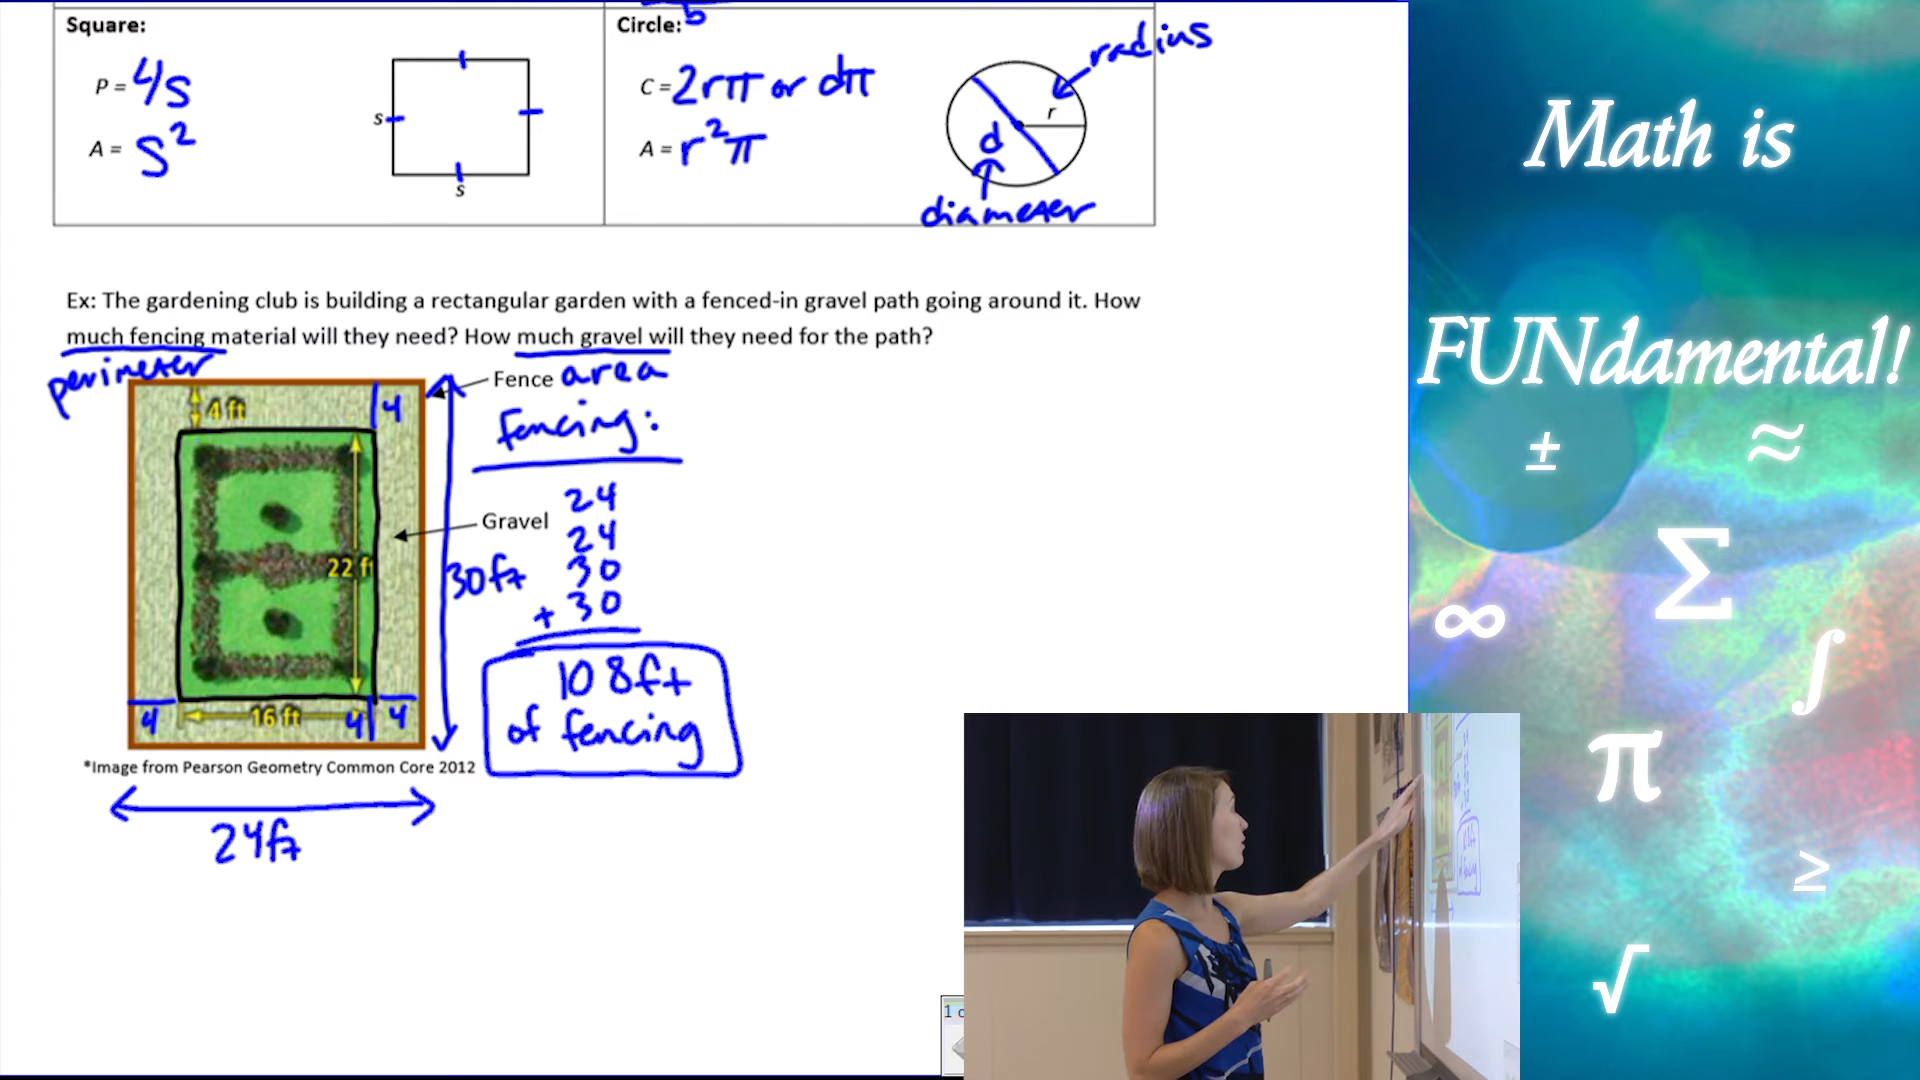 b
Square:
P = 4s
A = s²
s
s
Circle:
C = 2rπ or dπ
A = r²π
radius
r
d
diameter
Ex: The gardening club is building a rectangular garden with a fenced-in gravel path going around it. How
much fencing material will they need? How much gravel will they need for the path?
perimeter
area
Fence
4 ft
4
Fencing:
24
24
30
+ 30
108ft
of fencing
Gravel
22 ft
30ft
4
16 ft
4
4
*Image from Pearson Geometry Common Core 2012
24ft
Math is
FUNdamental!
±
≈
Σ
∞
∫
π
≥
√